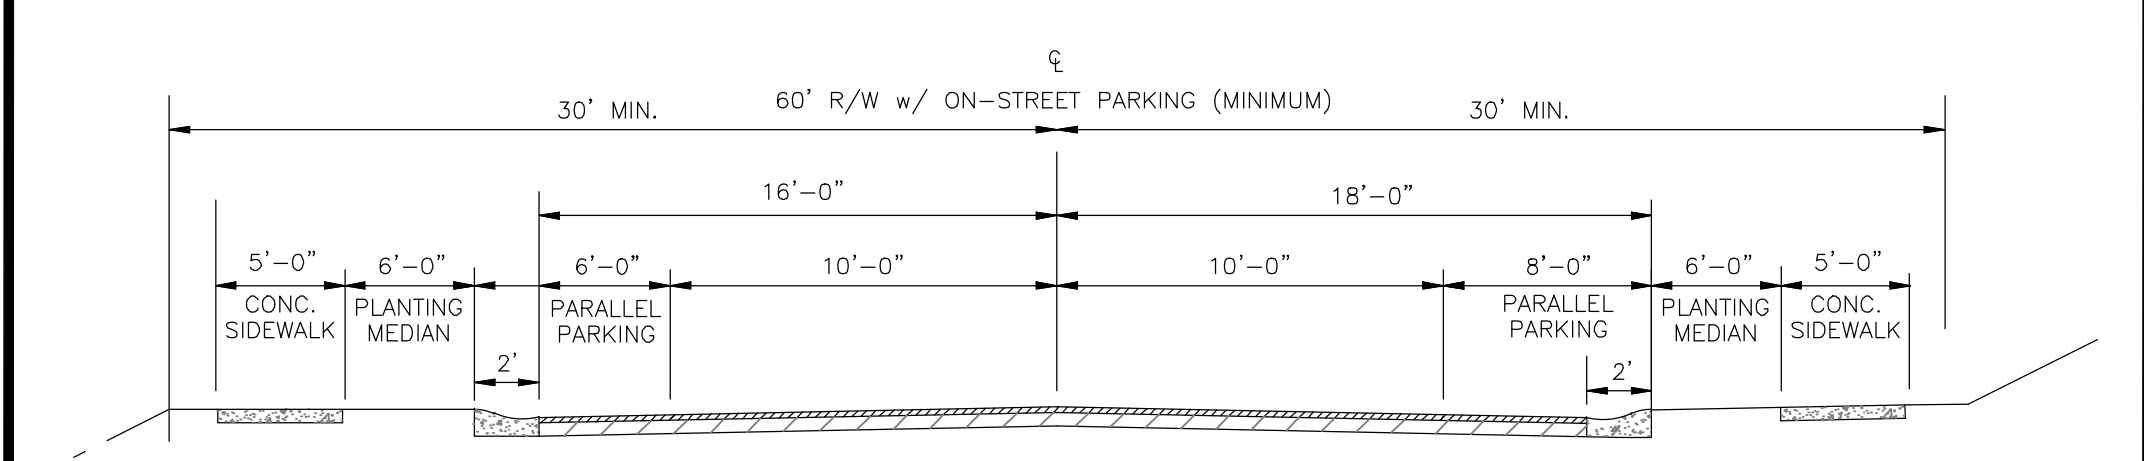 ℄
60' R/W w/ ON-STREET PARKING (MINIMUM)
30' MIN.
30' MIN.
16'-0"
18'-0"
5'-0"
6'-0"
6'-0"
10'-0"
10'-0"
8'-0"
6'-0"
5'-0"
CONC.
SIDEWALK
PLANTING
MEDIAN
PARALLEL
PARKING
PARALLEL
PARKING
PLANTING
MEDIAN
CONC.
SIDEWALK
2'
2'